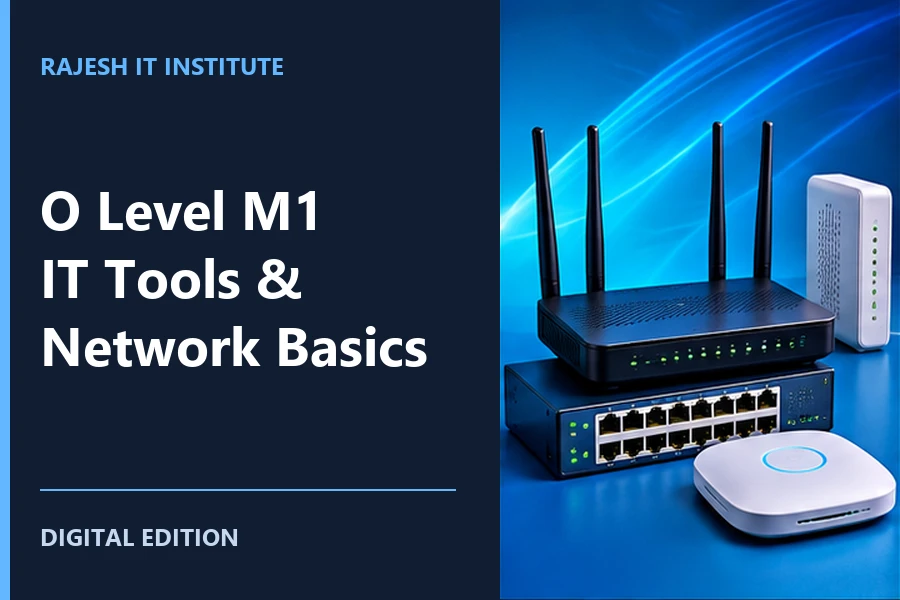 RAJESH IT INSTITUTE
O Level M1
IT Tools &
Network Basics
DIGITAL EDITION